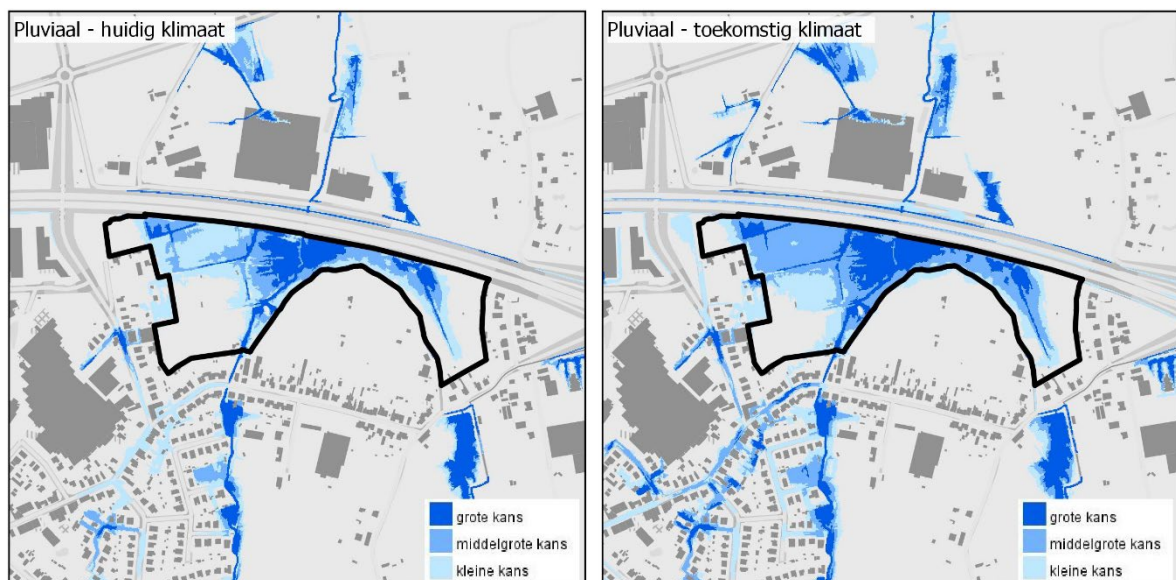 Pluviaal - huidig klimaat
grote kans
middelgrote kans
kleine kans
Pluviaal - toekomstig klimaat
grote kans
middelgrote kans
kleine kans